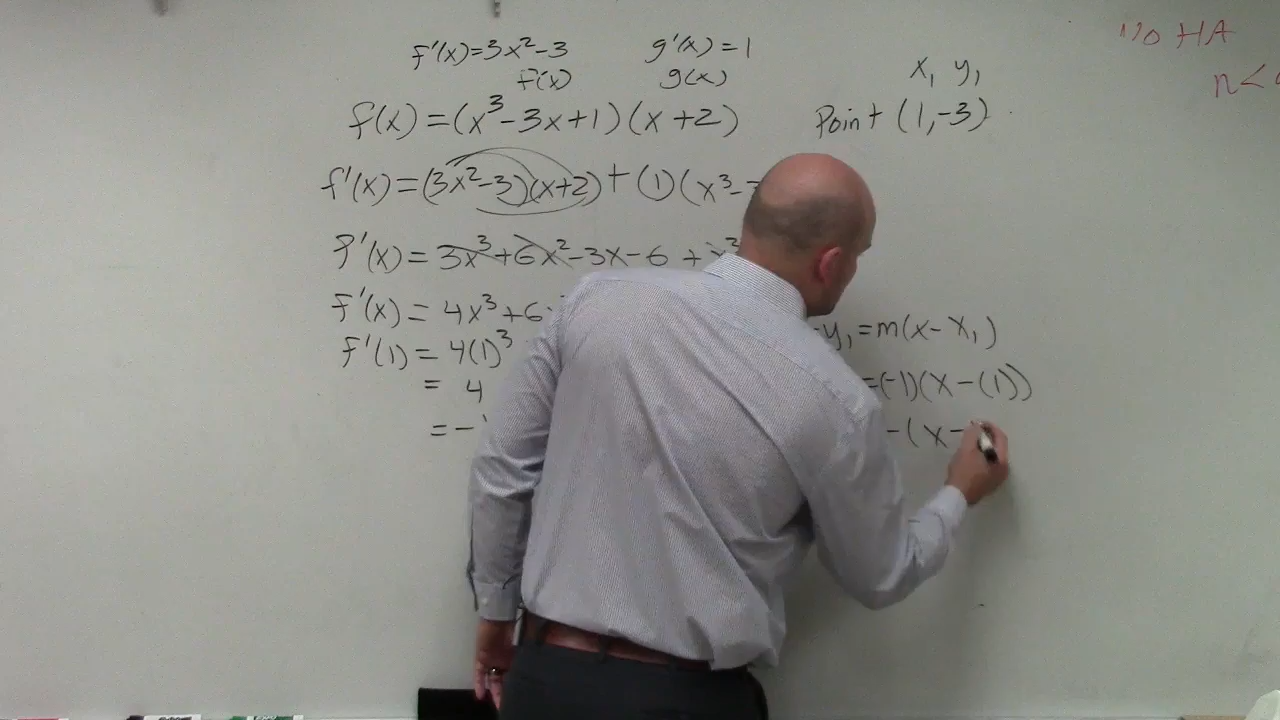 f'(x)=3x²-3 g'(x)=1
f(x) g(x)
f(x)=(x³-3x+1)(x+2)
f'(x)=(3x²-3)(x+2)+(1)(x³-
f'(x)=3x³+6x²-3x-6+x³
f'(x)=4x³+6
f'(1)=4(1)³
= 4
=-
x₁ y₁
Point (1,-3)
-y₁=m(x-x₁)
=(-1)(x-(1))
-(x-
No HA
n<